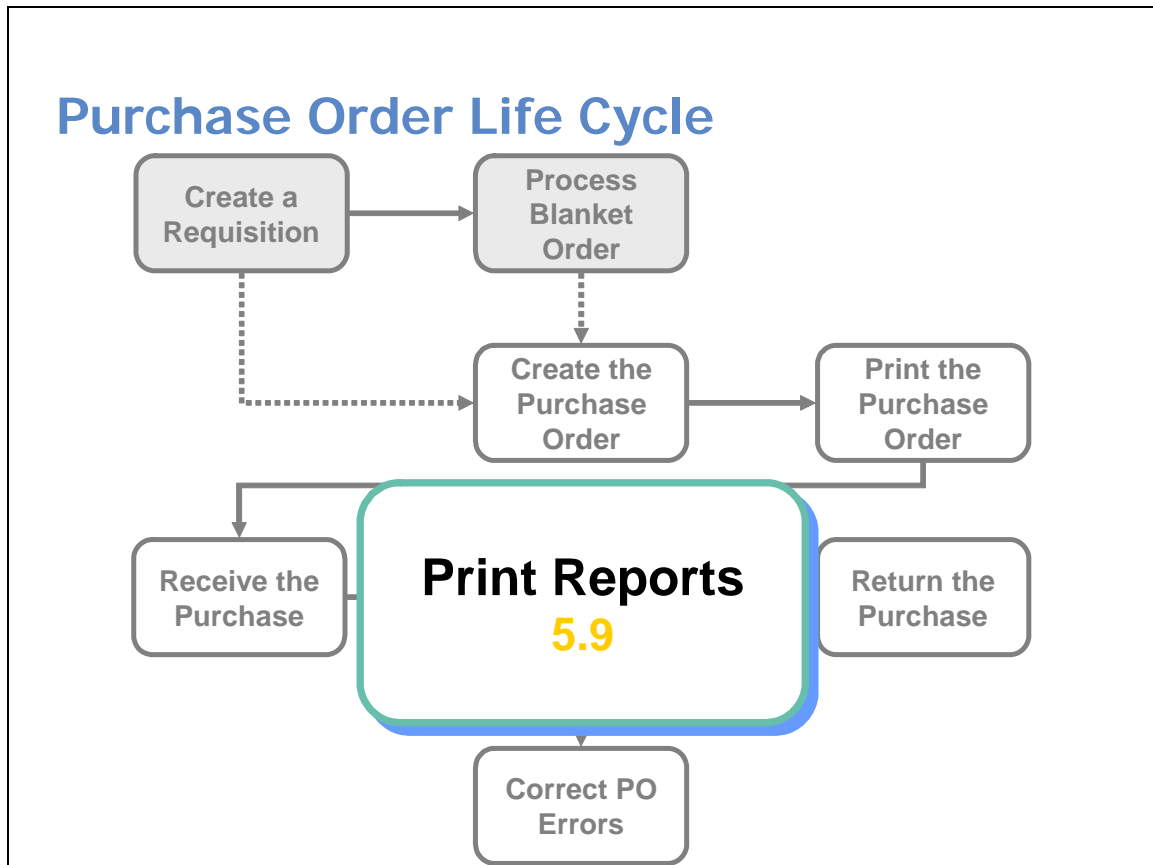 Purchase Order Life Cycle
Create a
Requisition
Process
Blanket
Order
Create the
Purchase
Order
Print the
Purchase
Order
Receive the
Purchase
Print Reports
5.9
Return the
Purchase
Correct PO
Errors